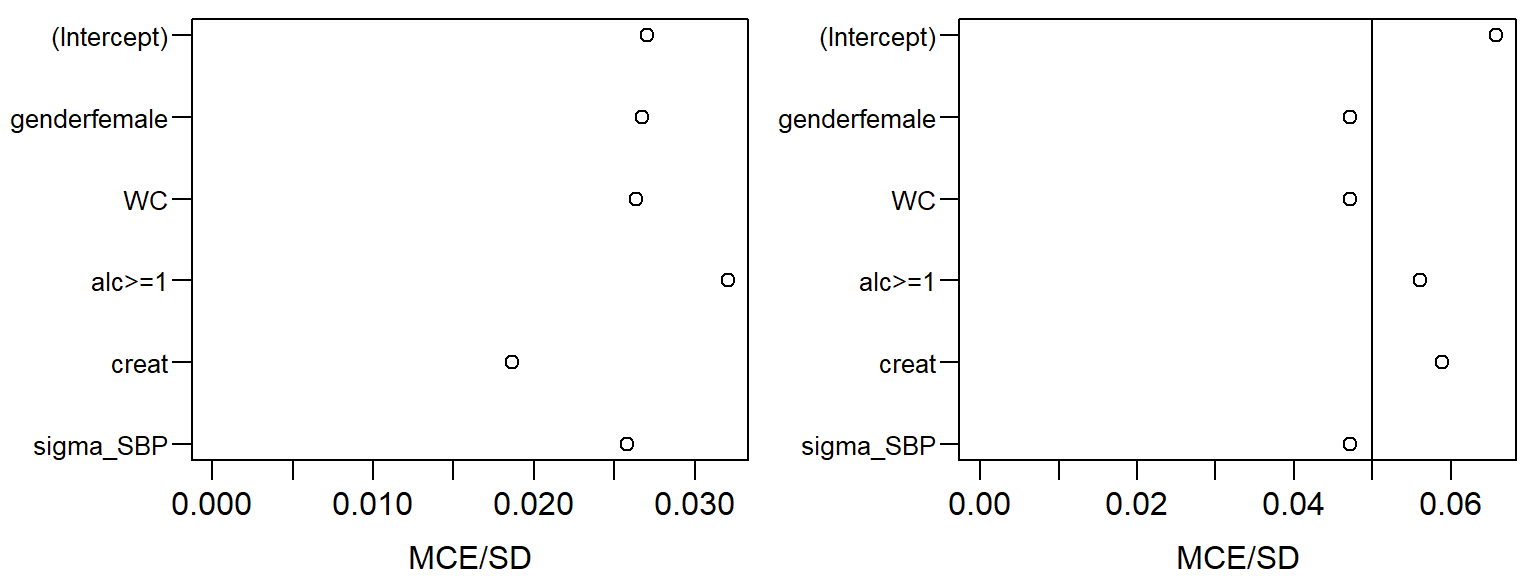 (Intercept)
genderfemale
WC
alc>=1
creat
sigma_SBP
0.000 0.010 0.020 0.030
MCE/SD
(Intercept)
genderfemale
WC
alc>=1
creat
sigma_SBP
0.00 0.02 0.04 0.06
MCE/SD